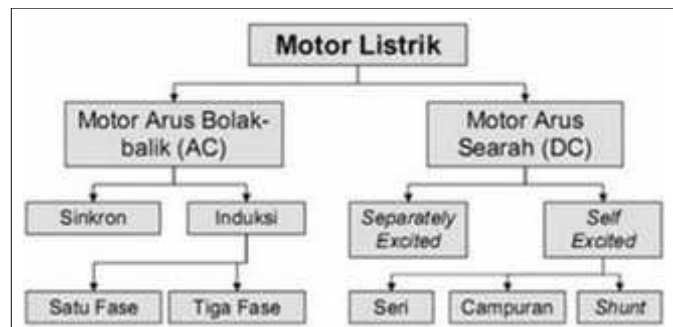 Motor Listrik
Motor Arus Bolak-
balik (AC)
Motor Arus
Searah (DC)
Sinkron
Induksi
Separately
Excited
Self
Excited
Satu Fase
Tiga Fase
Seri
Campuran
Shunt